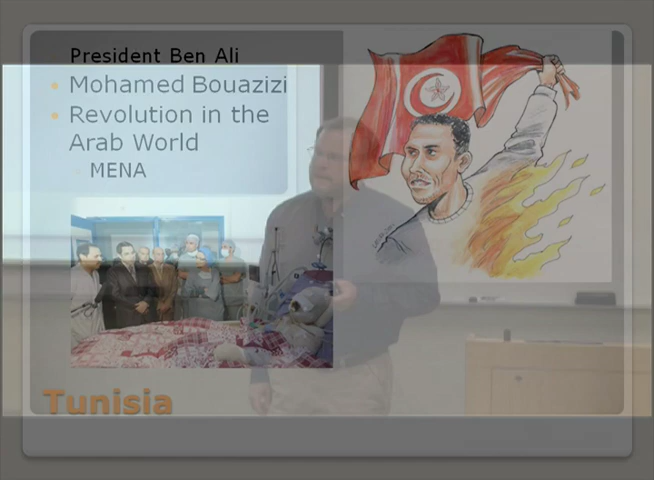 President Ben Ali
Mohamed Bouazizi
Revolution in the
Arab World
MENA
Tunisia